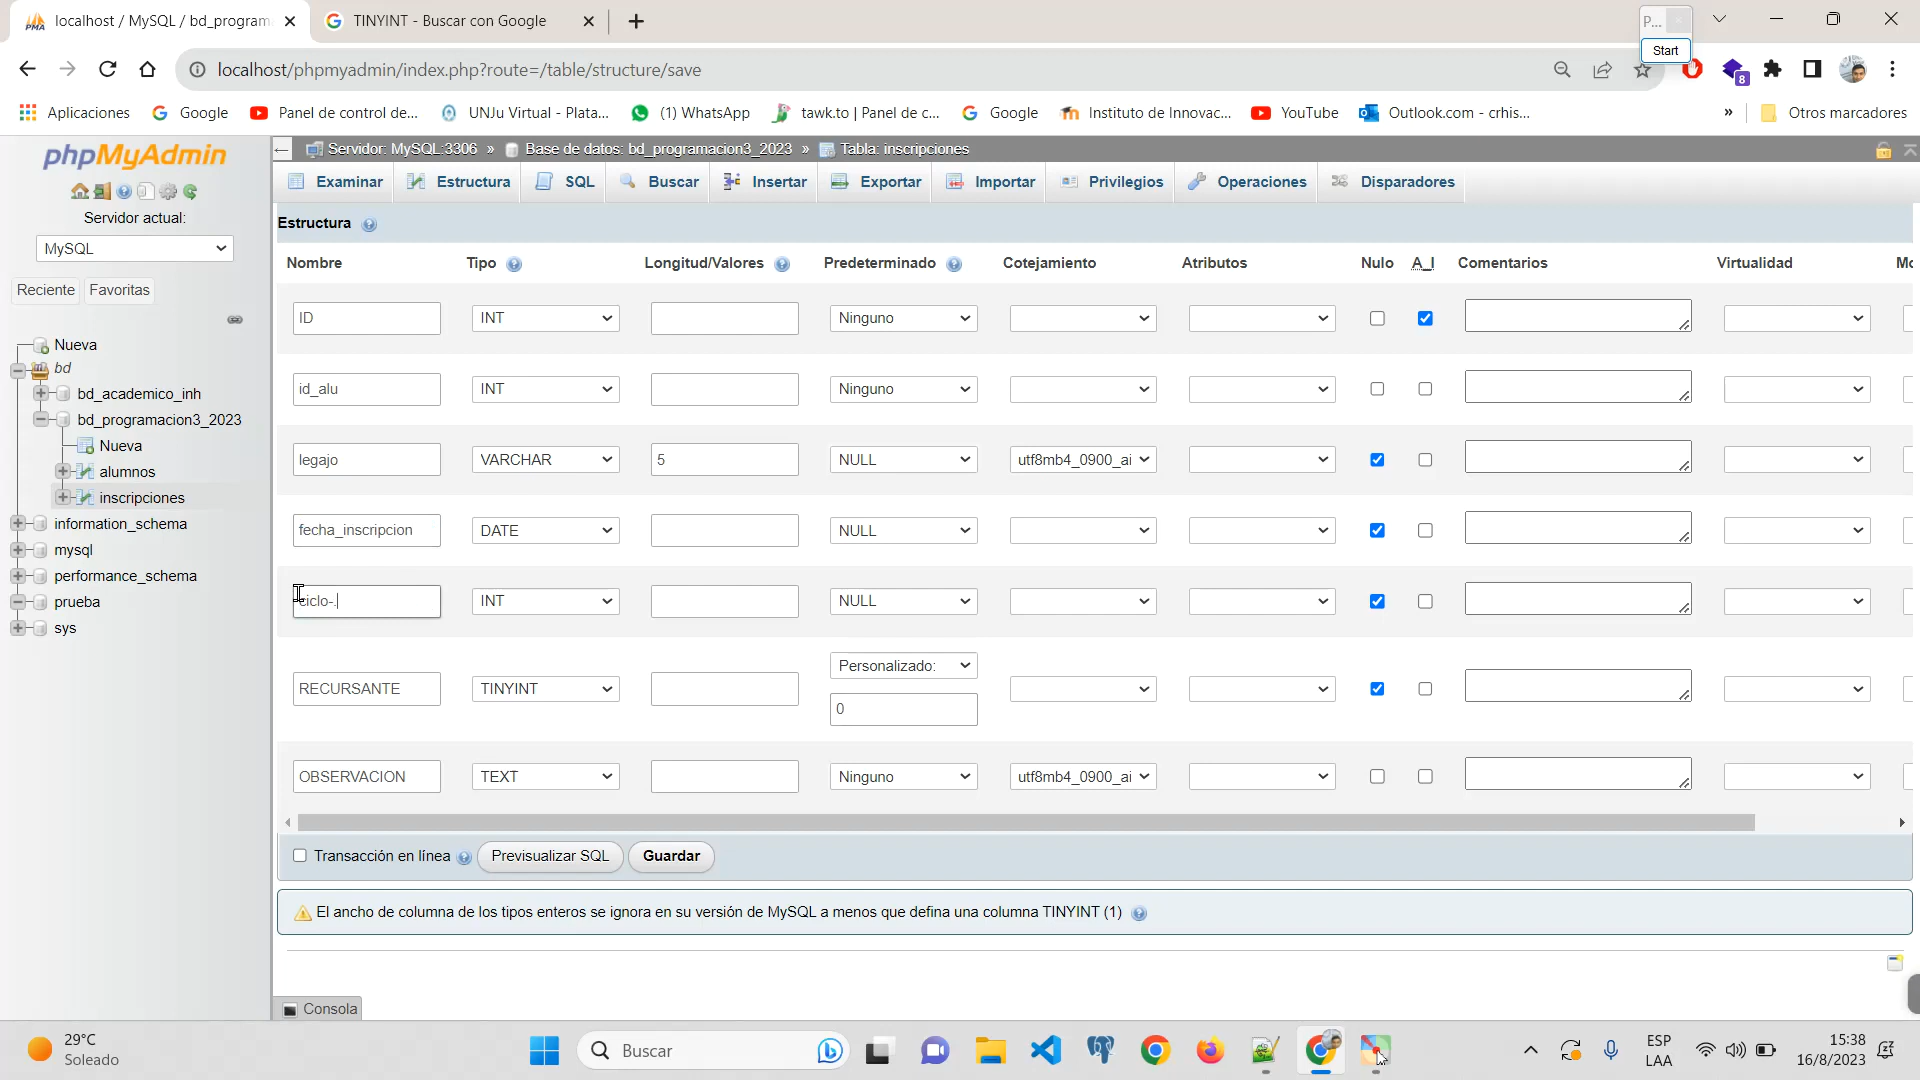 localhost / MySQL / bd_program
TINYINT - Buscar con Google
P...
Start
localhost/phpmyadmin/index.php?route=/table/structure/save
8
Aplicaciones
Google
Panel de control de...
UNJu Virtual - Plata...
(1) WhatsApp
tawk.to | Panel de c...
Google
Instituto de Innovac...
YouTube
Outlook.com - crhis...
»
Otros marcadores
phpMyAdmin
Servidor actual:
MySQL
Reciente
Favoritas
Nueva
bd
bd_academico_inh
bd_programacion3_2023
Nueva
alumnos
inscripciones
information_schema
mysql
performance_schema
prueba
sys
Servidor: MySQL:3306 » Base de datos: bd_programacion3_2023 » Tabla: inscripciones
Examinar
Estructura
SQL
Buscar
Insertar
Exportar
Importar
Privilegios
Operaciones
Disparadores
Estructura
Nombre Tipo Longitud/Valores Predeterminado Cotejamiento Atributos Nulo A_I Comentarios Virtualidad Mo
ID INT Ninguno
id_alu INT Ninguno
legajo VARCHAR 5 NULL utf8mb4_0900_ai
fecha_inscripcion DATE NULL
ciclo-. INT NULL
Personalizado:
RECURSANTE TINYINT
0
OBSERVACION TEXT Ninguno utf8mb4_0900_ai
Transacción en línea
Previsualizar SQL
Guardar
El ancho de columna de los tipos enteros se ignora en su versión de MySQL a menos que defina una columna TINYINT (1)
Consola
29°C
Soleado
Buscar
ESP
LAA
15:38
16/8/2023